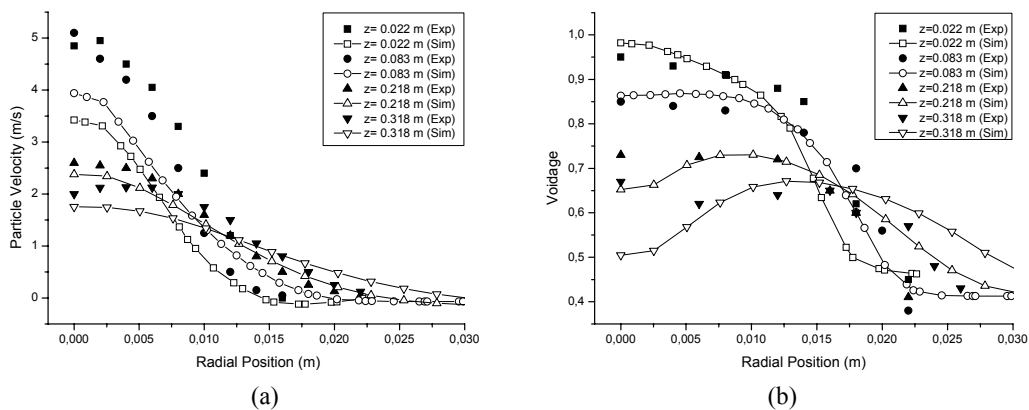 z= 0.022 m (Exp)
z= 0.022 m (Sim)
z= 0.083 m (Exp)
z= 0.083 m (Sim)
z= 0.218 m (Exp)
z= 0.218 m (Sim)
z= 0.318 m (Exp)
z= 0.318 m (Sim)
5
4
3
2
1
0
Particle Velocity (m/s)
0,000
0,005
0,010
0,015
0,020
0,025
0,030
Radial Position (m)
(a)
z=0.022 m (Exp)
z=0.022 m (Sim)
z=0.083 m (Exp)
z=0.083 m (Sim)
z=0.218 m (Exp)
z=0.218 m (Sim)
z=0.318 m (Exp)
z=0.318 m (Sim)
1,0
0,9
0,8
0,7
0,6
0,5
0,4
Voidage
0,000
0,005
0,010
0,015
0,020
0,025
0,030
Radial Position (m)
(b)